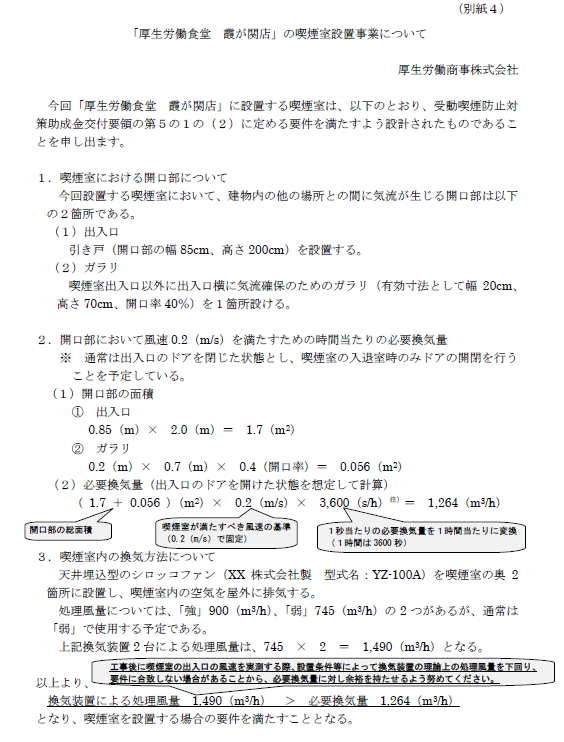 （別紙４）
「厚生労働食堂　霞が関店」の喫煙室設置事業について
厚生労働商事株式会社
今回「厚生労働食堂　霞が関店」に設置する喫煙室は、以下のとおり、受動喫煙防止対
策助成金交付要領の第５の１の（２）に定める要件を満たすよう設計されたものであるこ
とを申し出ます。
１．喫煙室における開口部について
今回設置する喫煙室において、建物内の他の場所との間に気流が生じる開口部は以下
の２箇所である。
（１）出入口
引き戸（開口部の幅 85cm、高さ 200cm）を設置する。
（２）ガラリ
喫煙室出入口以外に出入口横に気流確保のためのガラリ（有効寸法として幅 20cm、
高さ 70cm、開口率 40%）を１箇所設ける。
２．開口部において風速 0.2（m/s）を満たすための時間当たりの必要換気量
※　通常は出入口のドアを閉じた状態とし、喫煙室の入退室時のみドアの開閉を行う
ことを予定している。
（１）開口部の面積
①　出入口
0.85（m）×　2.0（m）＝　1.7（m²）
②　ガラリ
0.2（m）×　0.7（m）×　0.4（開口率）＝　0.056（m²）
（２）必要換気量（出入口のドアを開けた状態を想定して計算）
（ 1.7 ＋ 0.056 ）（m²）×　0.2（m/s）×　3,600（s/h）注）＝　1,264（m³/h）
開口部の総面積
喫煙室が満たすべき風速の基準
（0.2（m/s）で固定）
１秒当たりの必要換気量を１時間当たりに変換
（１時間は 3600 秒）
３．喫煙室内の換気方法について
天井埋込型のシロッコファン（XX 株式会社製　型式名：YZ-100A）を喫煙室の奥 2
箇所に設置し、喫煙室内の空気を屋外に排気する。
処理風量については、「強」900（m³/h）、「弱」745（m³/h）の２つがあるが、通常は
「弱」で使用する予定である。
上記換気装置２台による処理風量は、745　×　2　＝　1,490（m³/h）となる。
工事後に喫煙室の出入口の風速を実測する際、設置条件等によって換気装置の理論上の処理風量を下回り、
要件に合致しない場合があることから、必要換気量に対し余裕を持たせるよう努めてください。
以上より、
換気装置による処理風量　1,490（m³/h）　＞　必要換気量　1,264（m³/h）
となり、喫煙室を設置する場合の要件を満たすこととなる。